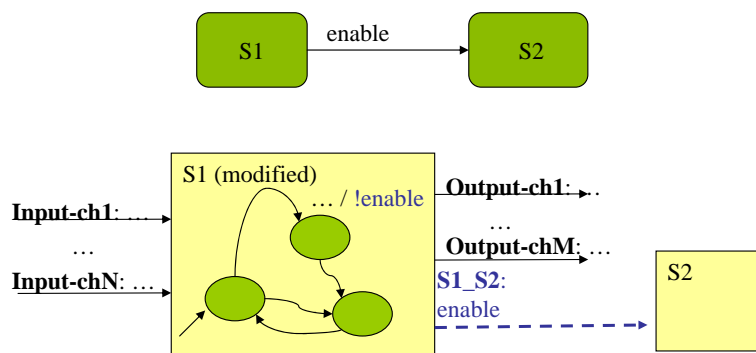 enable
S1
S2
S1 (modified)
… / !enable
Input-ch1: …
…
Input-chN: …
Output-ch1: ..
…
Output-chM: …
S1_S2:
enable
S2